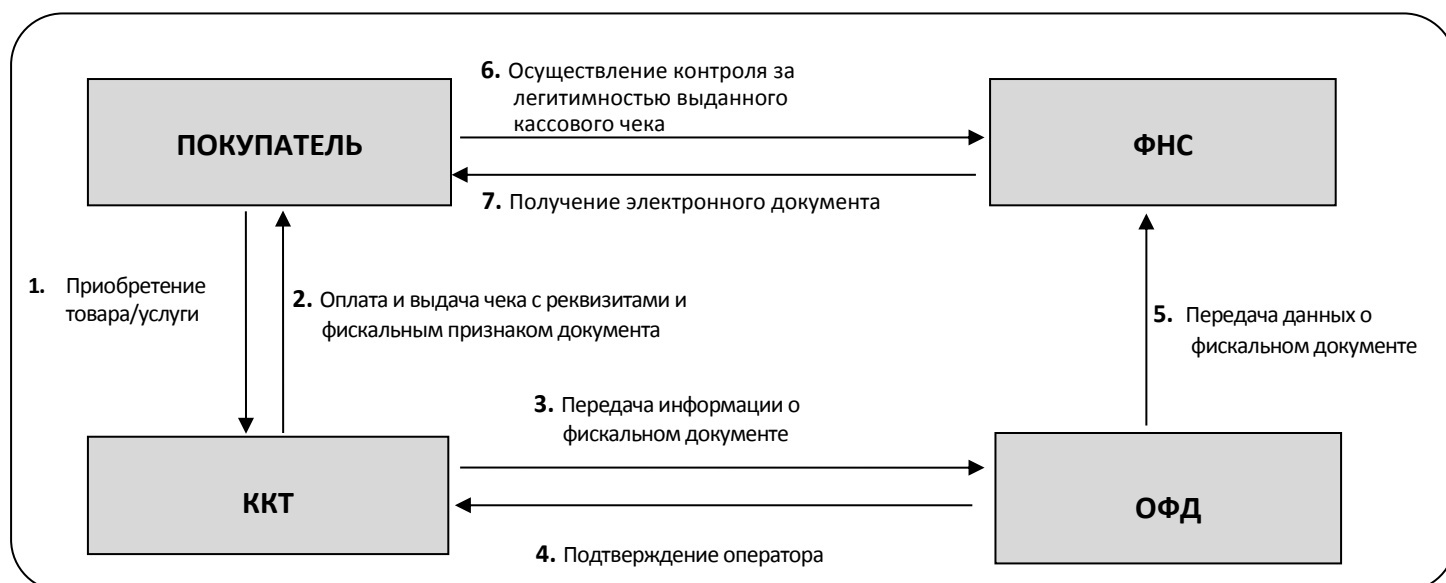 6. Осуществление контроля за
легитимностью выданного
кассового чека
ПОКУПАТЕЛЬ
ФНС
7. Получение электронного документа
1. Приобретение
товара/услуги
2. Оплата и выдача чека с реквизитами и
фискальным признаком документа
5. Передача данных о
фискальном документе
3. Передача информации о
фискальном документе
ККТ
ОФД
4. Подтверждение оператора